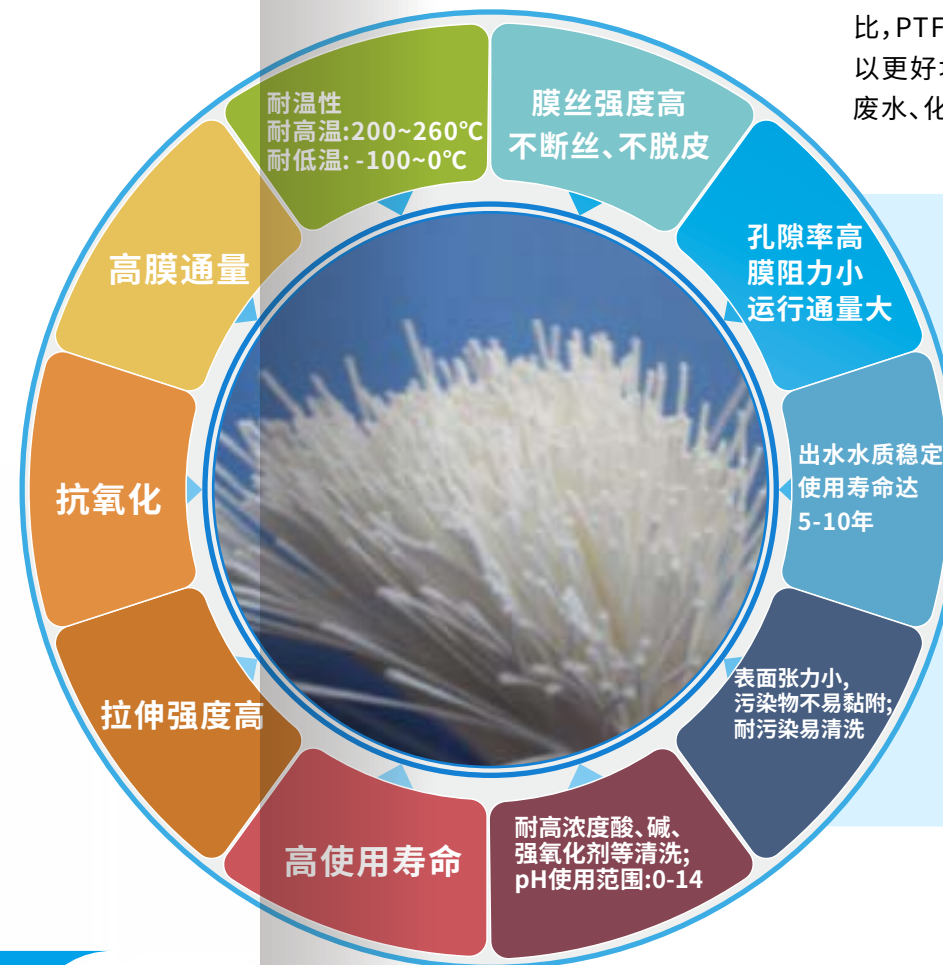 比，PTF
以更好
废水、化
耐温性
耐高温:200~260℃
耐低温: -100~0℃
膜丝强度高
不断丝、不脱皮
孔隙率高
膜阻力小
运行通量大
出水水质稳定
使用寿命达
5-10年
表面张力小,
污染物不易黏附;
耐污染易清洗
耐高浓度酸、碱、
强氧化剂等清洗;
pH使用范围:0-14
高使用寿命
拉伸强度高
抗氧化
高膜通量